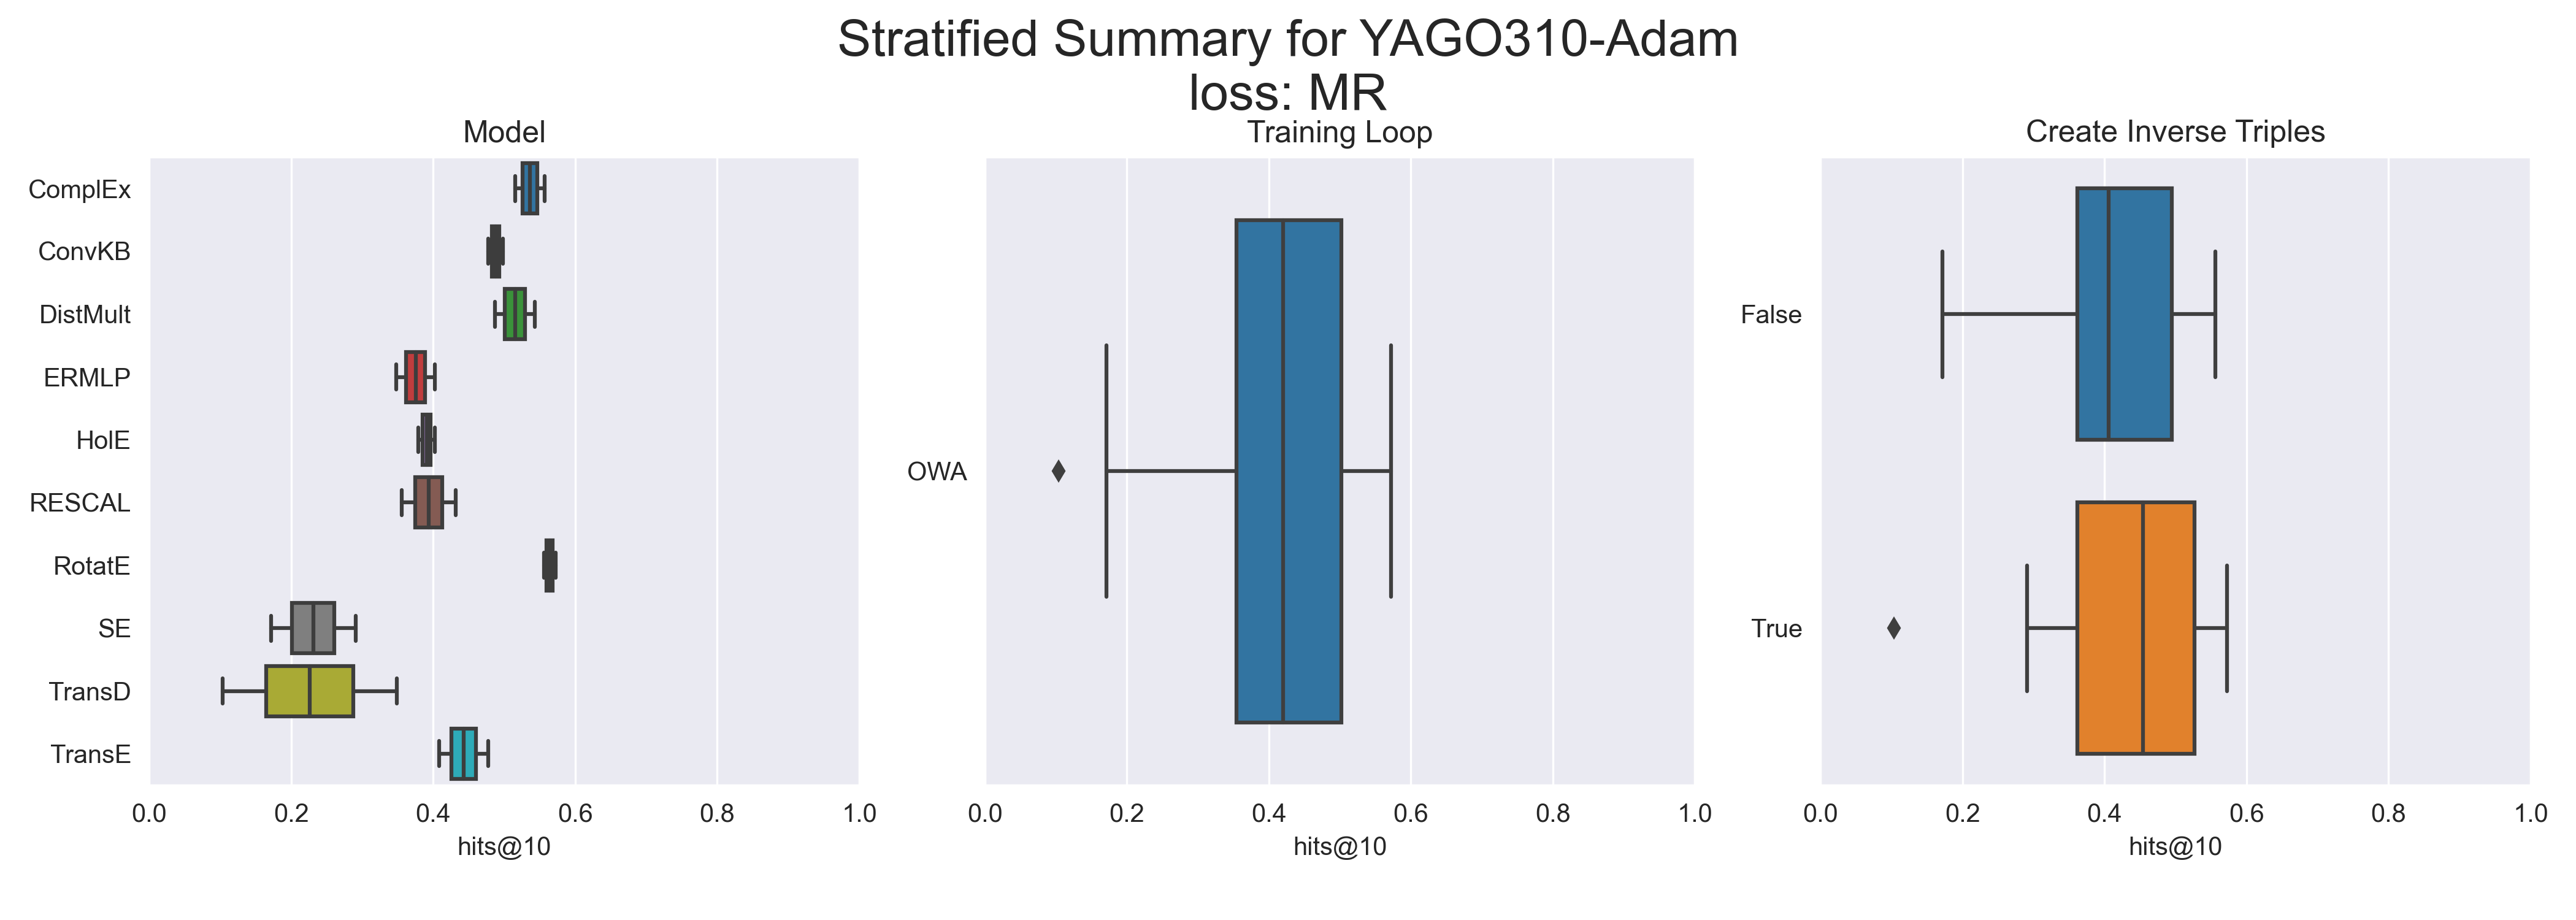 Stratified Summary for YAGO310-Adam
loss: MR
Model
ComplEx
ConvKB
DistMult
ERMLP
HolE
RESCAL
RotatE
SE
TransD
TransE
0.0 0.2 0.4 0.6 0.8 1.0
hits@10
Training Loop
OWA
0.0 0.2 0.4 0.6 0.8 1.0
hits@10
Create Inverse Triples
False
True
0.0 0.2 0.4 0.6 0.8 1.0
hits@10